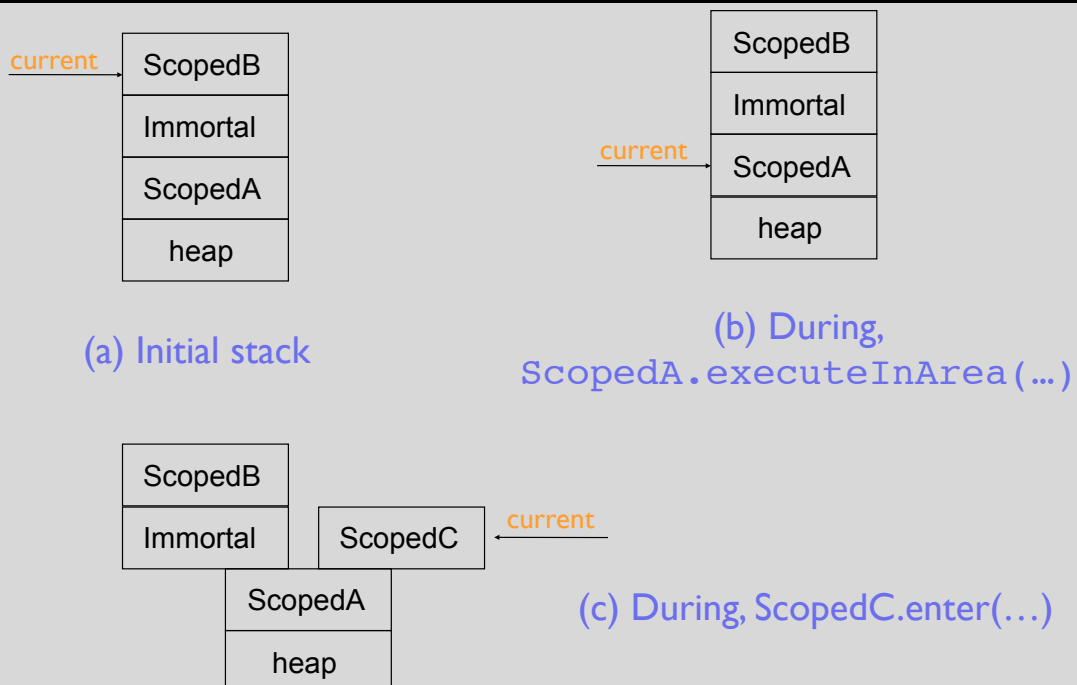 current
ScopedB
Immortal
ScopedA
heap
(a) Initial stack
ScopedB
Immortal
current
ScopedA
heap
(b) During,
ScopedA.executeInArea(…)
ScopedB
Immortal
ScopedC
current
ScopedA
heap
(c) During, ScopedC.enter(…)